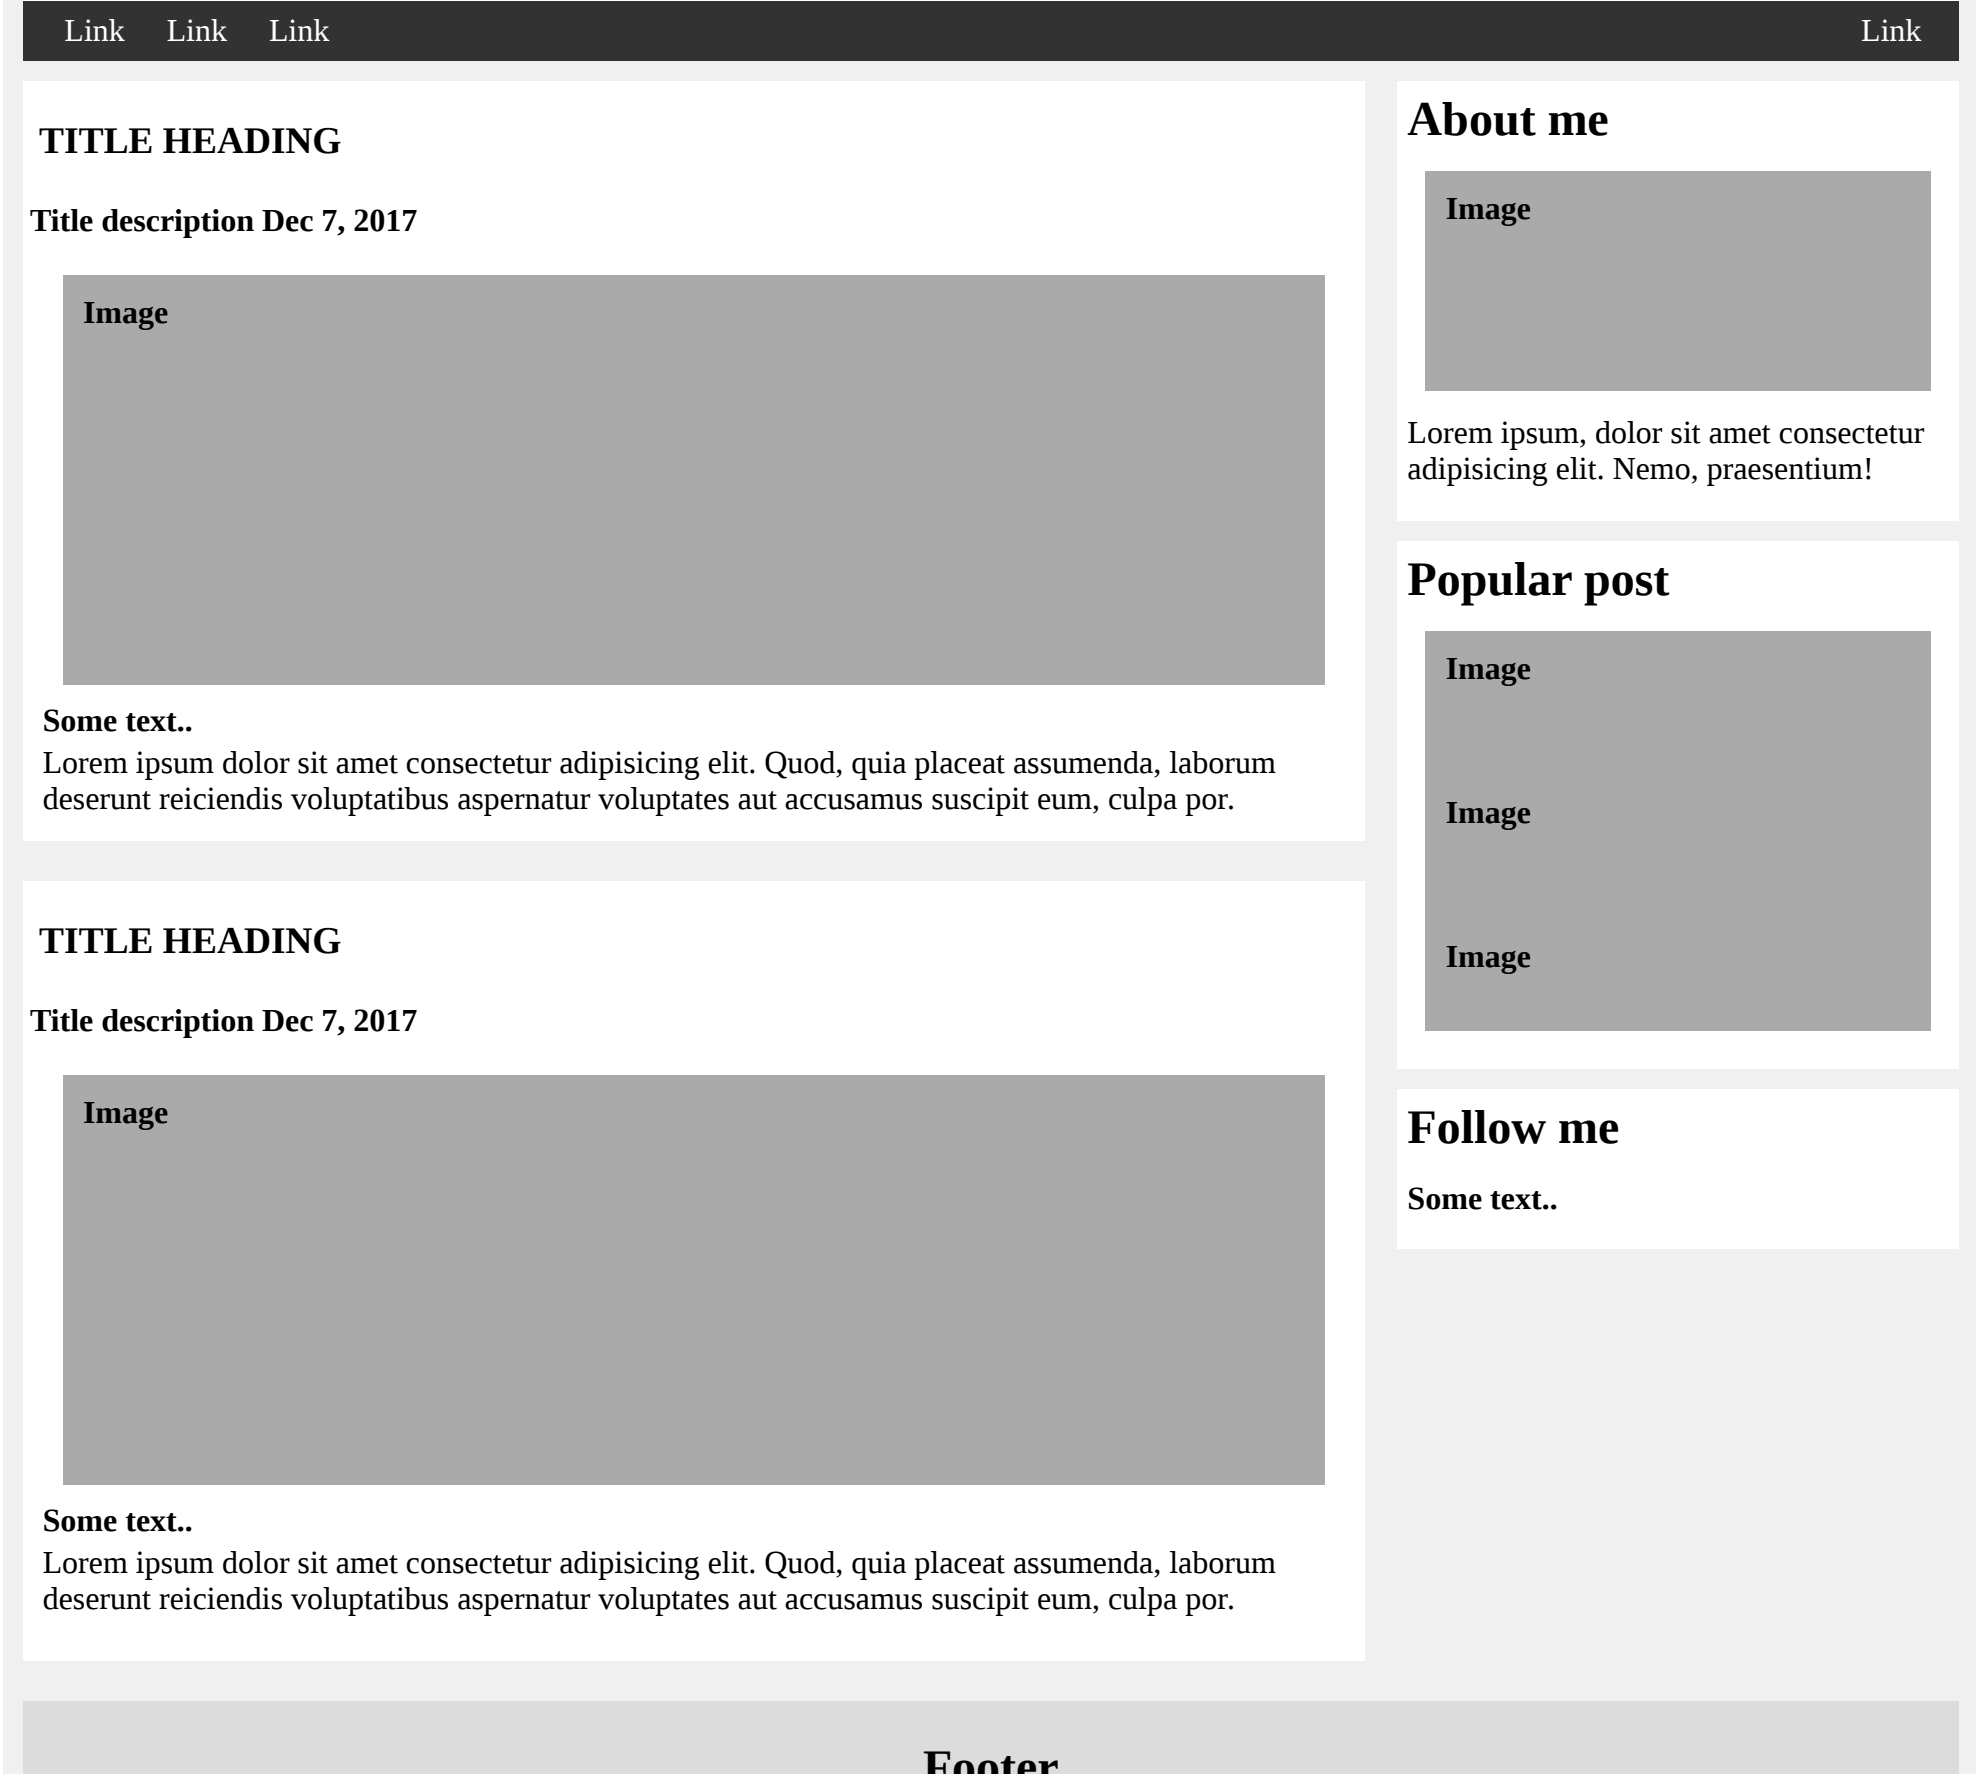 Link Link Link Link
TITLE HEADING
Title description Dec 7, 2017
Image
Some text..
Lorem ipsum dolor sit amet consectetur adipisicing elit. Quod, quia placeat assumenda, laborum
deserunt reiciendis voluptatibus aspernatur voluptates aut accusamus suscipit eum, culpa por.
TITLE HEADING
Title description Dec 7, 2017
Image
Some text..
Lorem ipsum dolor sit amet consectetur adipisicing elit. Quod, quia placeat assumenda, laborum
deserunt reiciendis voluptatibus aspernatur voluptates aut accusamus suscipit eum, culpa por.
About me
Image
Lorem ipsum, dolor sit amet consectetur
adipisicing elit. Nemo, praesentium!
Popular post
Image
Image
Image
Follow me
Some text..
Footer